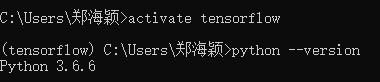 C:\Users\郑海颖>activate tensorflow
(tensorflow) C:\Users\郑海颖>python --version
Python 3.6.6